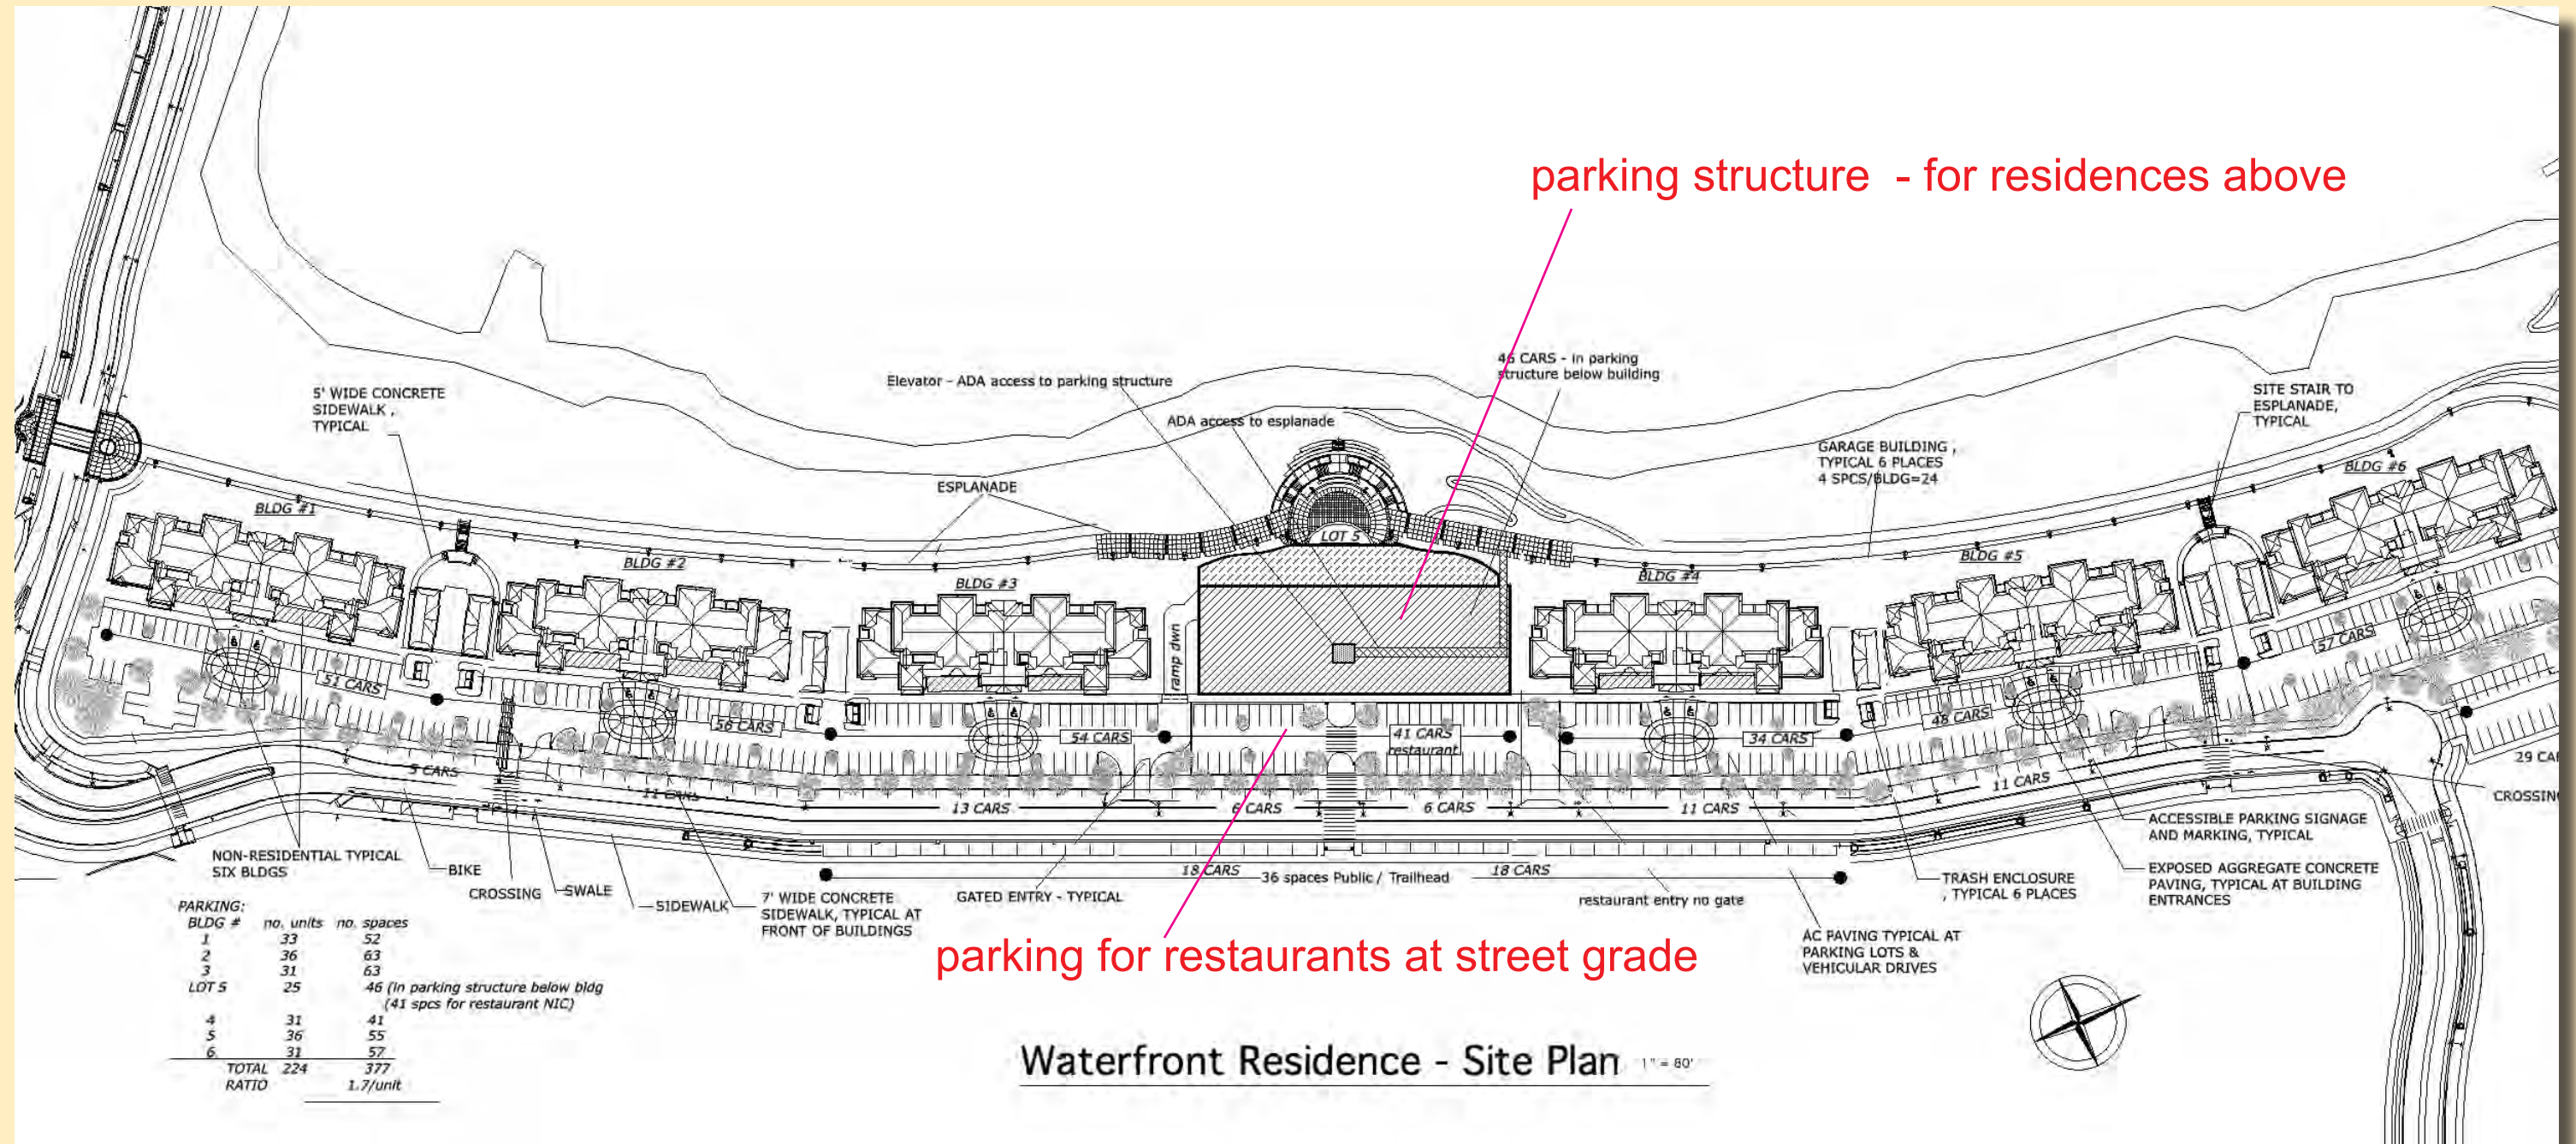 parking structure - for residences above
46 CARS - in parking
structure below building
Elevator - ADA access to parking structure
5' WIDE CONCRETE
SIDEWALK ,
TYPICAL
SITE STAIR TO
ESPLANADE,
TYPICAL
ADA access to esplanade
GARAGE BUILDING ,
TYPICAL 6 PLACES
4 SPCS/BLDG=24
BLDG #6
ESPLANADE
BLDG #1
LOT 5
BLDG #2
BLDG #5
BLDG #3
BLDG #4
ramp dwn
57 CARS
51 CARS
56 CARS
54 CARS
41 CARS
restaurant
34 CARS
48 CARS
29 CA
5 CARS
11 CARS
13 CARS
6 CARS
6 CARS
11 CARS
11 CARS
CROSSIN
ACCESSIBLE PARKING SIGNAGE
AND MARKING, TYPICAL
NON-RESIDENTIAL TYPICAL
SIX BLDGS
BIKE
CROSSING
SWALE
SIDEWALK
7' WIDE CONCRETE
SIDEWALK, TYPICAL AT
FRONT OF BUILDINGS
GATED ENTRY - TYPICAL
18 CARS
36 spaces Public / Trailhead
18 CARS
restaurant entry no gate
TRASH ENCLOSURE
, TYPICAL 6 PLACES
EXPOSED AGGREGATE CONCRETE
PAVING, TYPICAL AT BUILDING
ENTRANCES
AC PAVING TYPICAL AT
PARKING LOTS &
VEHICULAR DRIVES
parking for restaurants at street grade
PARKING:
BLDG # no. units no. spaces
1 33 52
2 36 63
3 31 63
LOT 5 25 46 (in parking structure below bldg
(41 spcs for restaurant NIC)
4 31 41
5 36 55
6 31 57
TOTAL 224 377
RATIO 1.7/unit
Waterfront Residence - Site Plan 1" = 80'